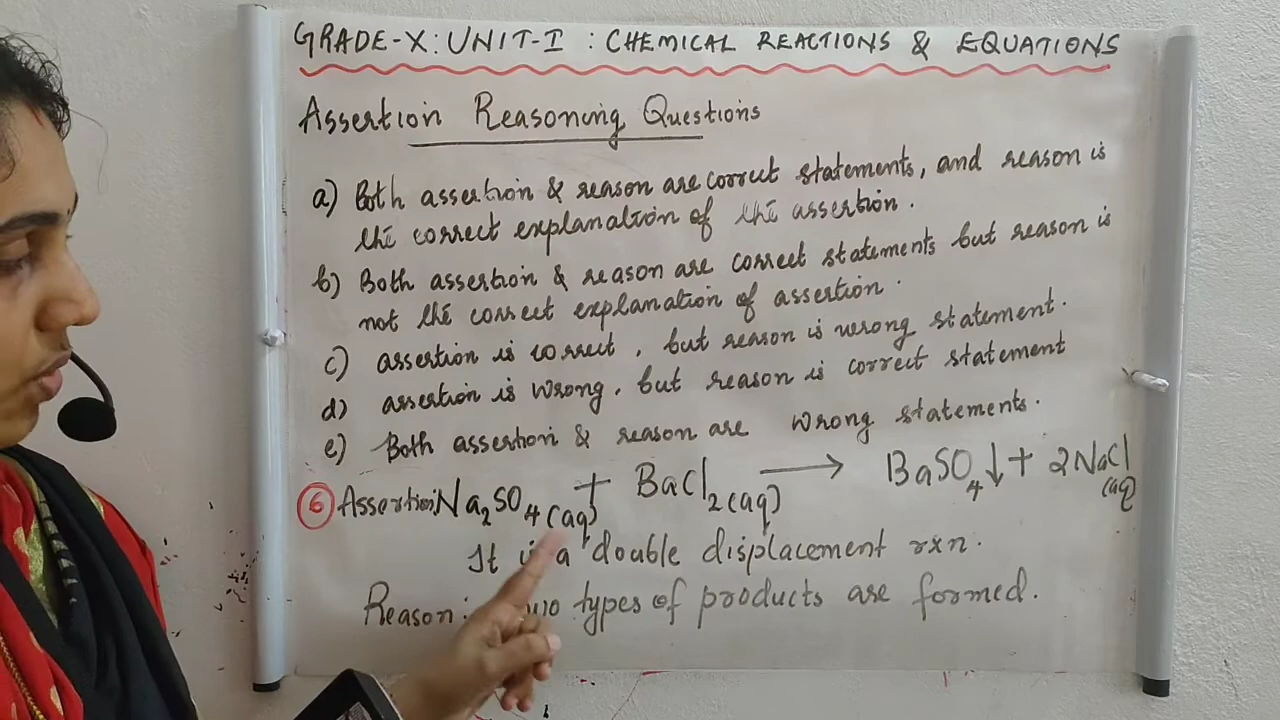 GRADE-X: UNIT-I : CHEMICAL REACTIONS & EQUATIONS
Assertion Reasoning Questions
a) Both assertion & reason are correct statements, and reason is
the correct explanation of the assertion.
b) Both assertion & reason are correct statements but reason is
not the correct explanation of assertion.
c) assertion is correct, but reason is wrong statement.
d) assertion is wrong, but reason is correct statement
e) Both assertion & reason are wrong statements.
6 Assertion: Na₂SO₄(aq) + BaCl₂(aq) → BaSO₄↓ + 2NaCl(aq)
It is a double displacement rxn.
Reason: types of products are formed.